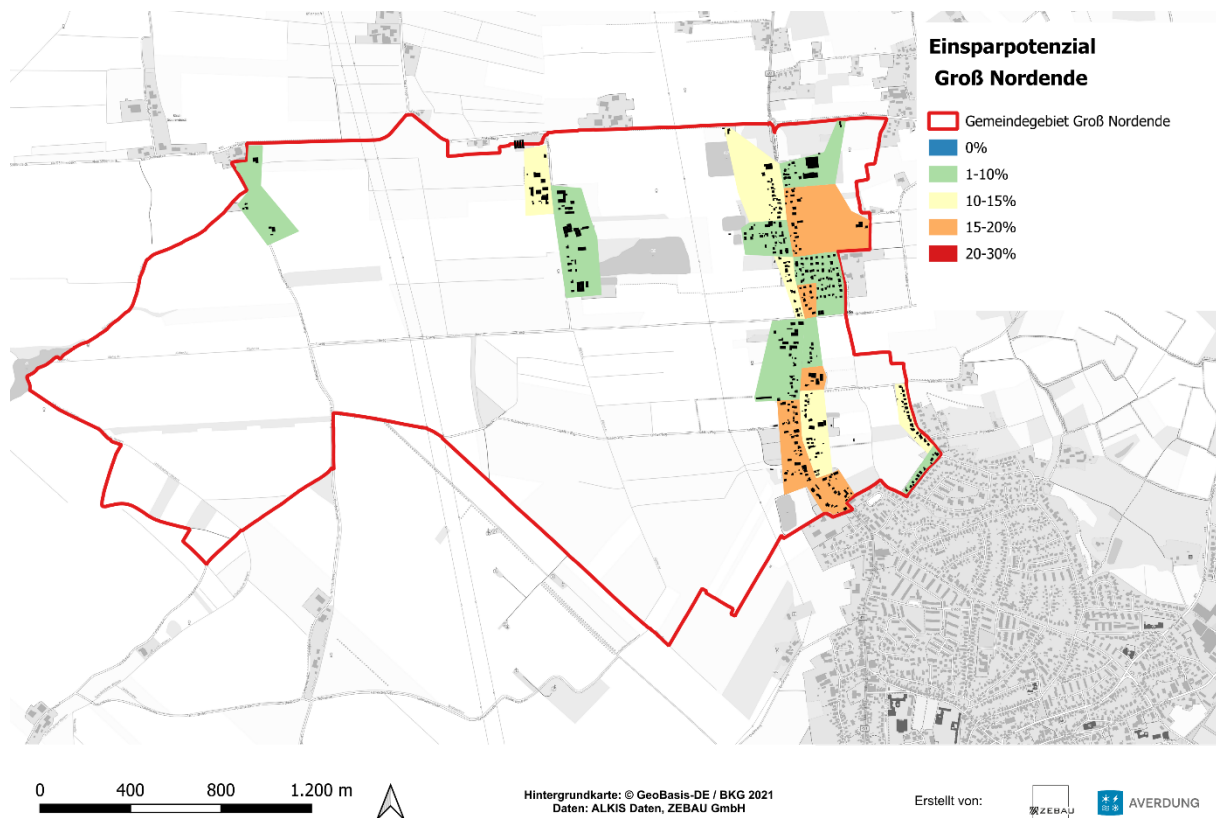 Einsparpotenzial
Groß Nordende
Gemeindegebiet Groß Nordende
0%
1-10%
10-15%
15-20%
20-30%
0 400 800 1.200 m
Hintergrundkarte: © GeoBasis-DE / BKG 2021
Daten: ALKIS Daten, ZEBAU GmbH
Erstellt von:
ZEBAU
AVERDUNG